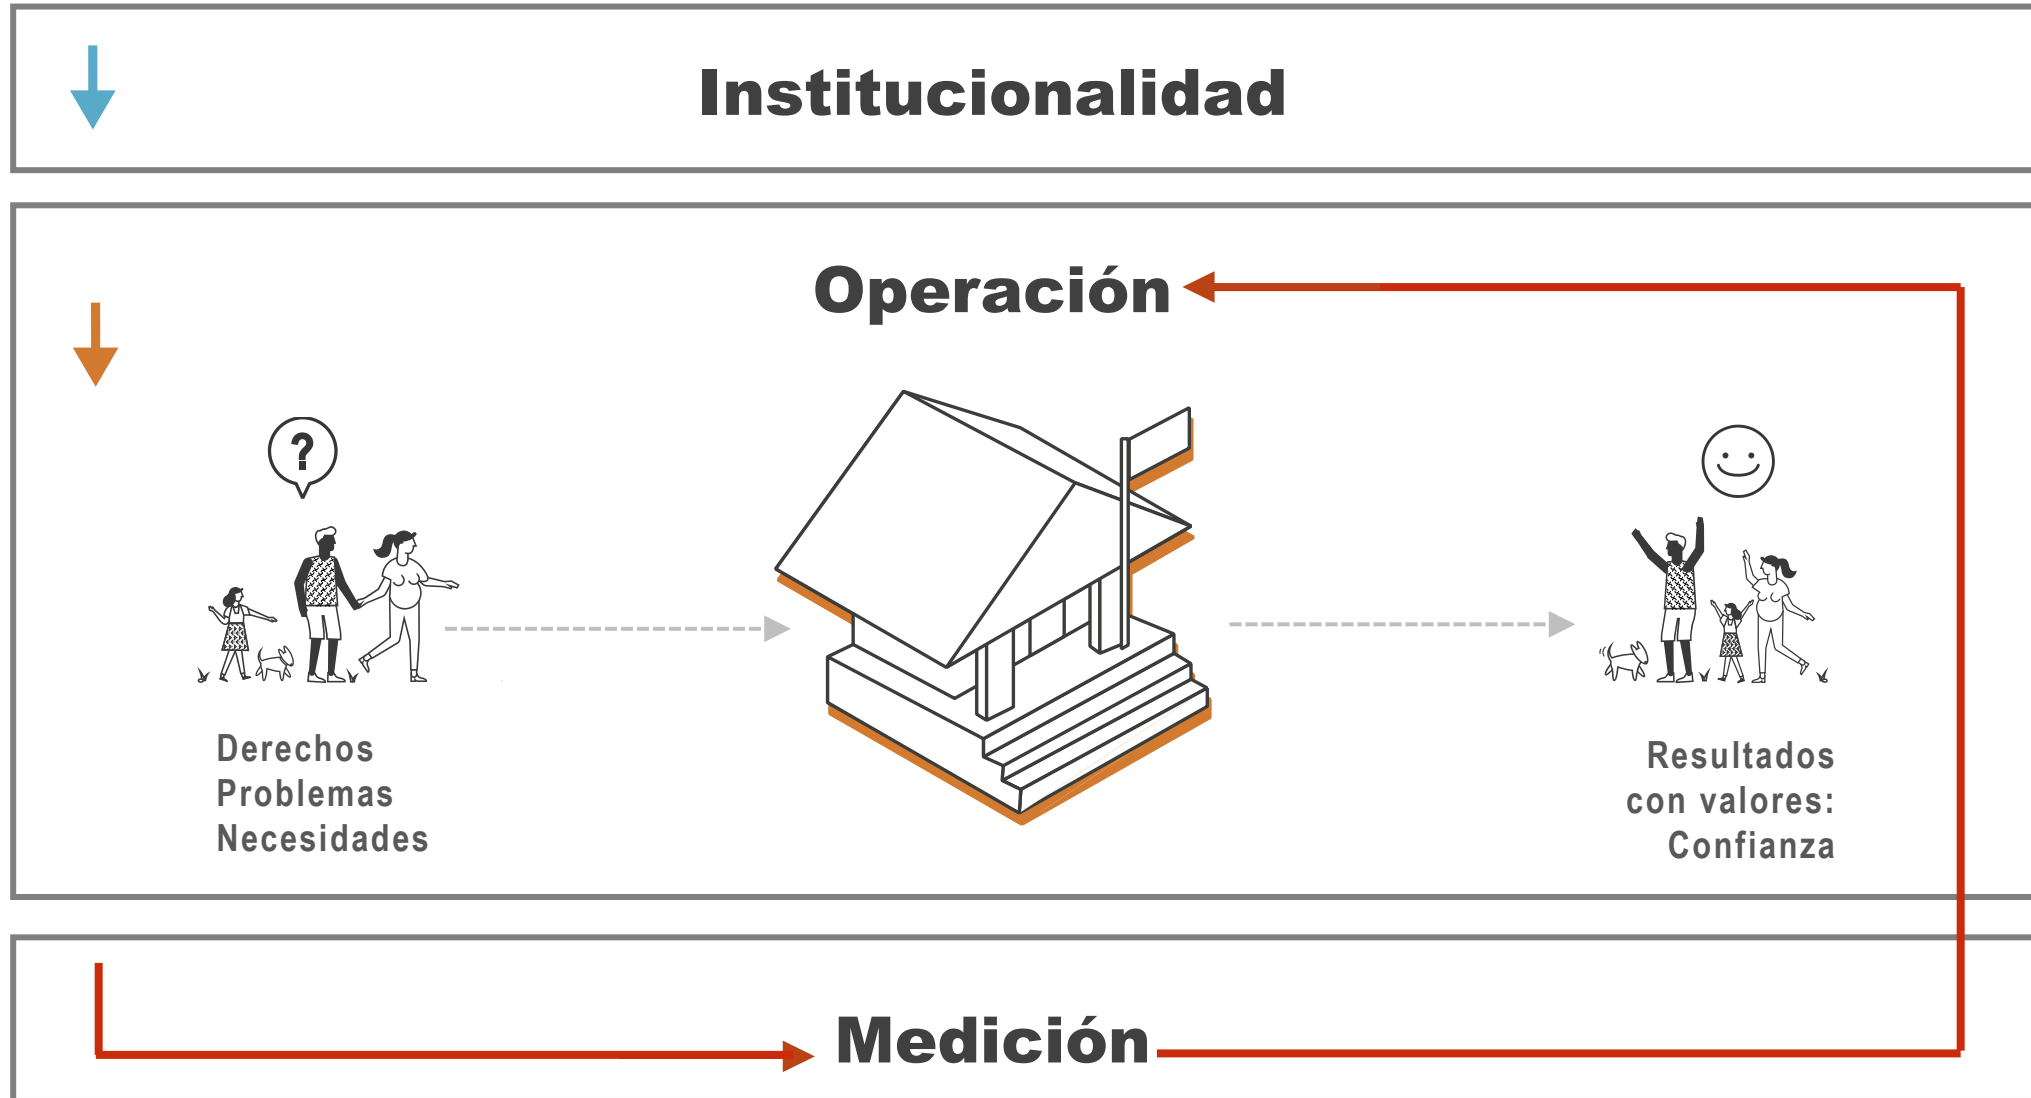 Institucionalidad
Operación
?
Derechos
Problemas
Necesidades
Resultados
con valores:
Confianza
Medición